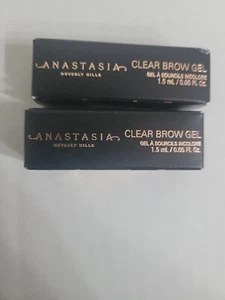 ANASTASIA
BEVERLY HILLS
CLEAR BROW GEL
GEL À SOURCILS INCOLORE
1.5 mL / 0.05 Fl. Oz.
ANASTASIA
BEVERLY HILLS
CLEAR BROW GEL
GEL À SOURCILS INCOLORE
1.5 mL / 0.05 Fl. Oz.